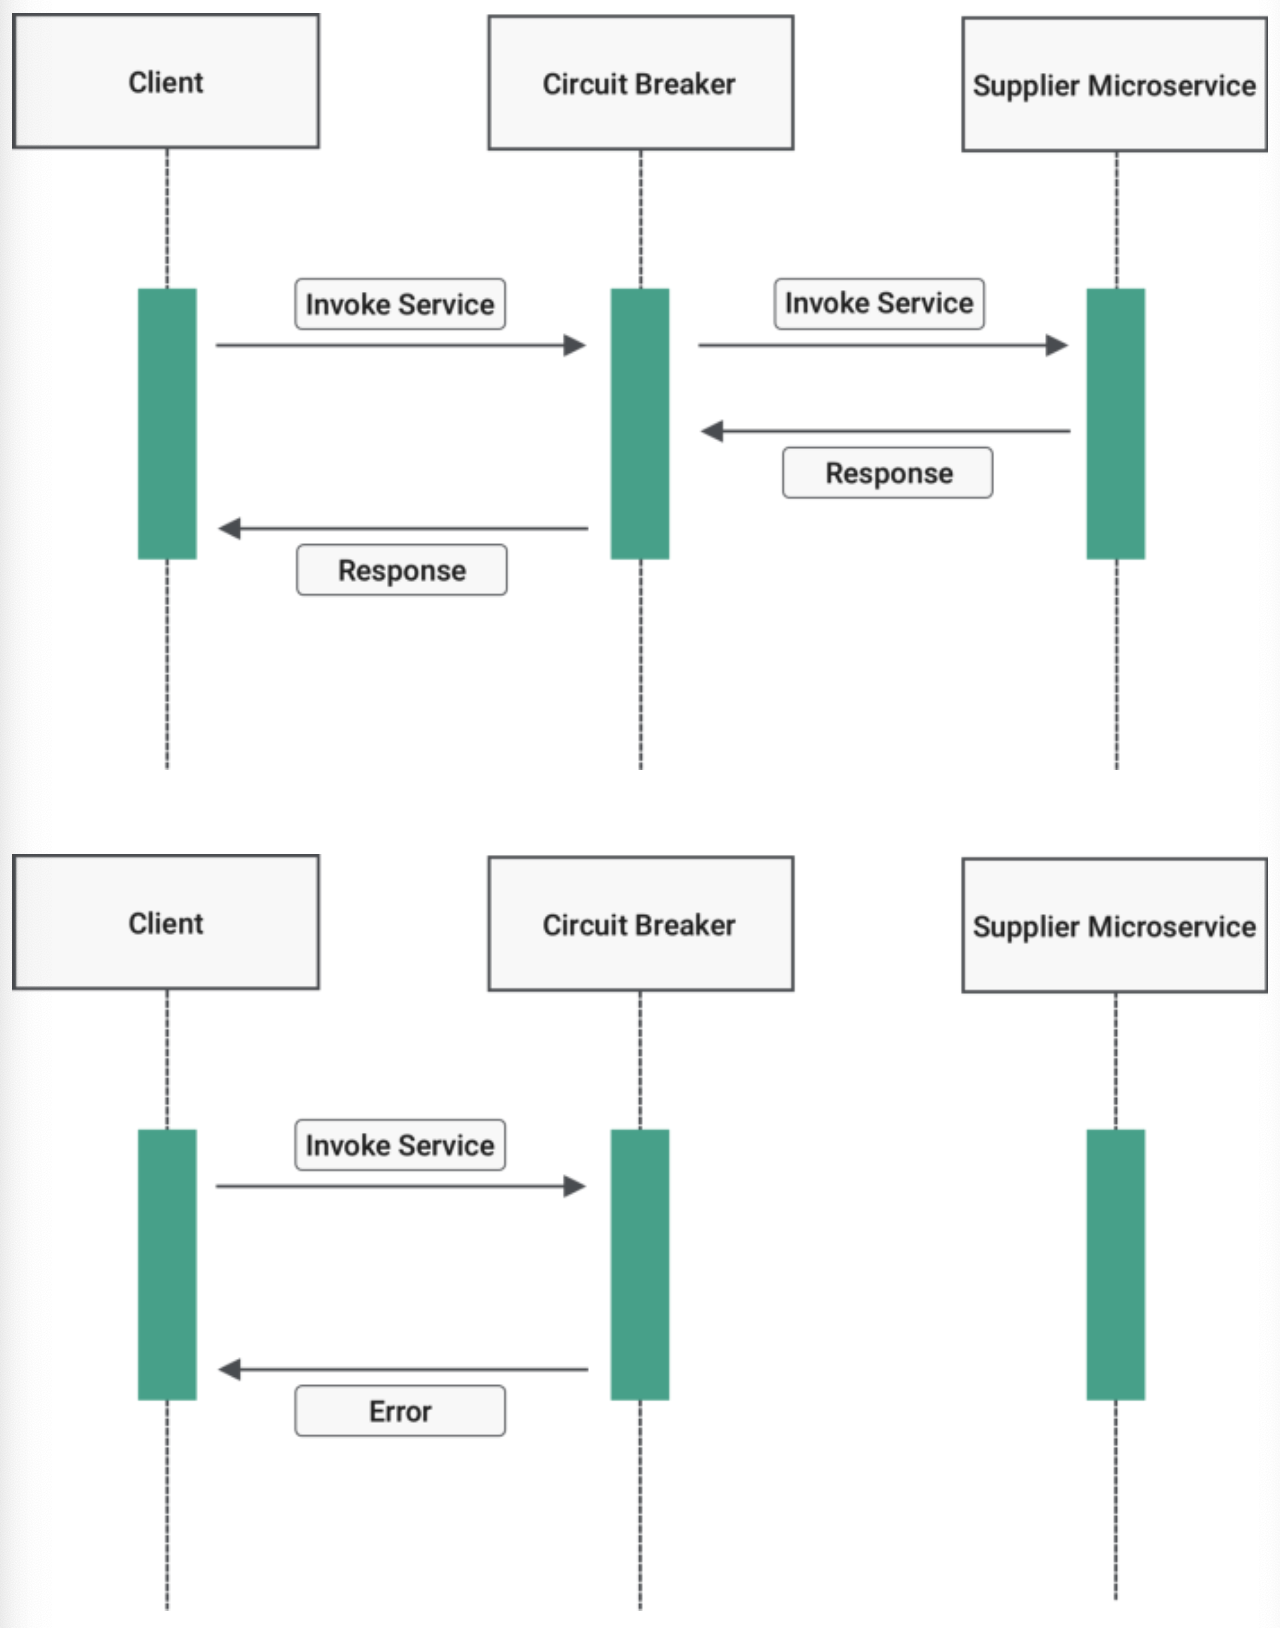 Client
Circuit Breaker
Supplier Microservice
Invoke Service
Invoke Service
Response
Response
Client
Circuit Breaker
Supplier Microservice
Invoke Service
Error